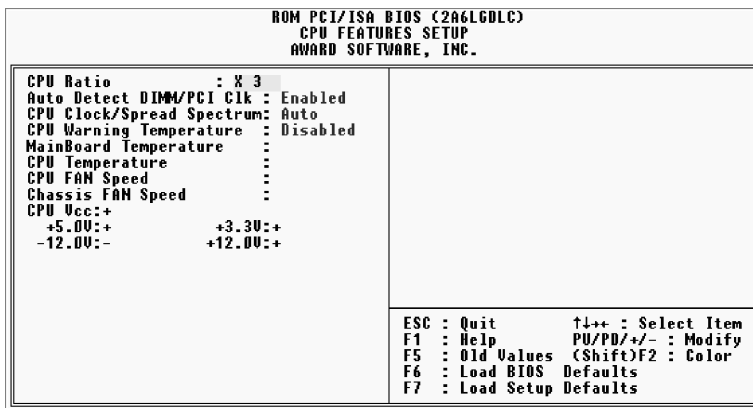 ROM PCI/ISA BIOS (2A6LGDLC)
CPU FEATURES SETUP
AWARD SOFTWARE, INC.
CPU Ratio : X 3
Auto Detect DIMM/PCI Clk : Enabled
CPU Clock/Spread Spectrum: Auto
CPU Warning Temperature : Disabled
MainBoard Temperature :
CPU Temperature :
CPU FAN Speed :
Chassis FAN Speed :
CPU Vcc:+
+5.0V:+ +3.3V:+
-12.0V:- +12.0V:+
ESC : Quit ↑↓→← : Select Item
F1 : Help PU/PD/+/- : Modify
F5 : Old Values (Shift)F2 : Color
F6 : Load BIOS Defaults
F7 : Load Setup Defaults